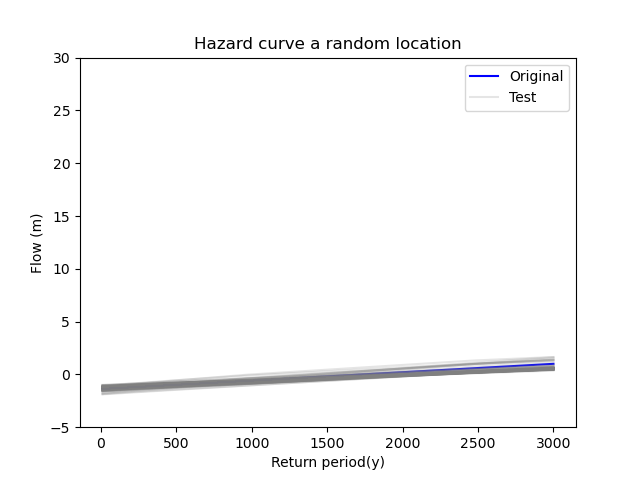 Hazard curve a random location
Original
Test
30
25
20
15
10
5
0
−5
Flow (m)
0 500 1000 1500 2000 2500 3000
Return period(y)